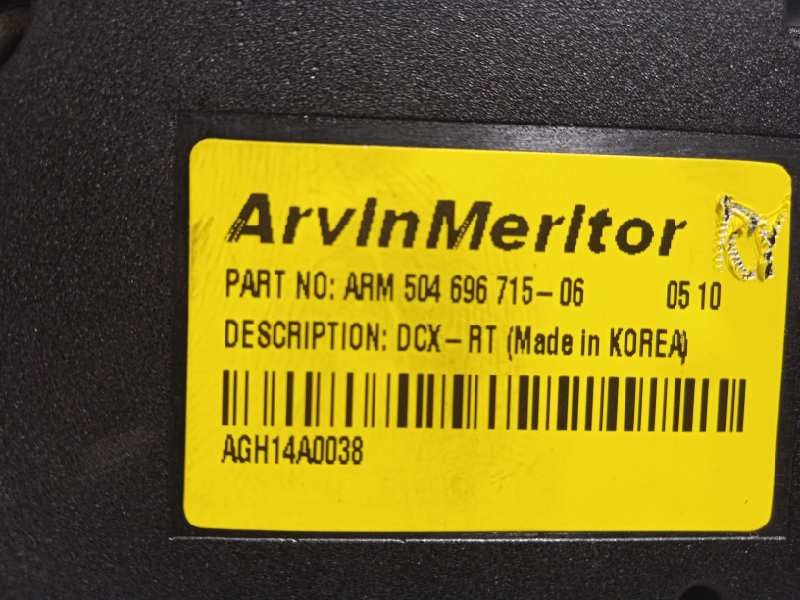 ArvinMeritor
PART NO: ARM 504 696 715-06 05 10
DESCRIPTION: DCX-RT (Made in KOREA)
AGH14A0038